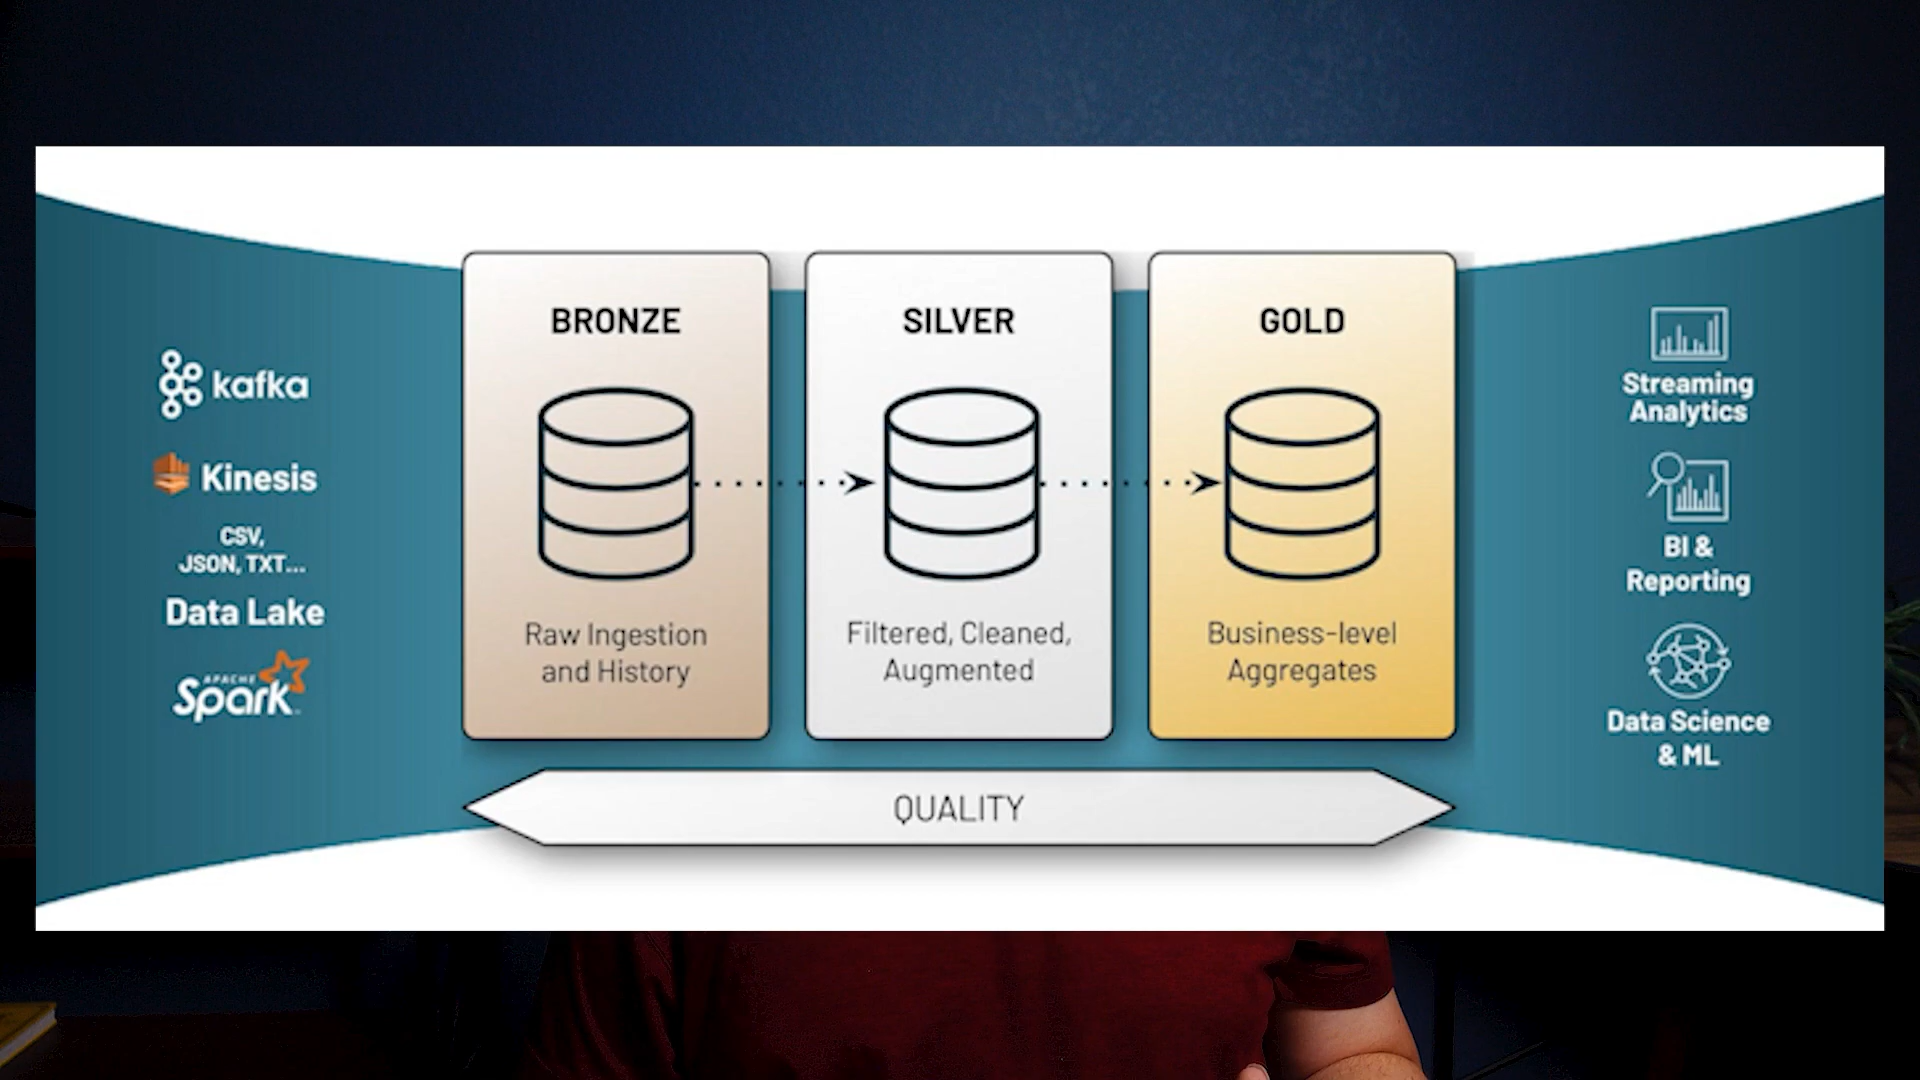 kafka
Kinesis
CSV,
JSON, TXT...
Data Lake
APACHE
Spark
BRONZE
Raw Ingestion
and History
SILVER
Filtered, Cleaned,
Augmented
GOLD
Business-level
Aggregates
QUALITY
Streaming
Analytics
BI &
Reporting
Data Science
& ML